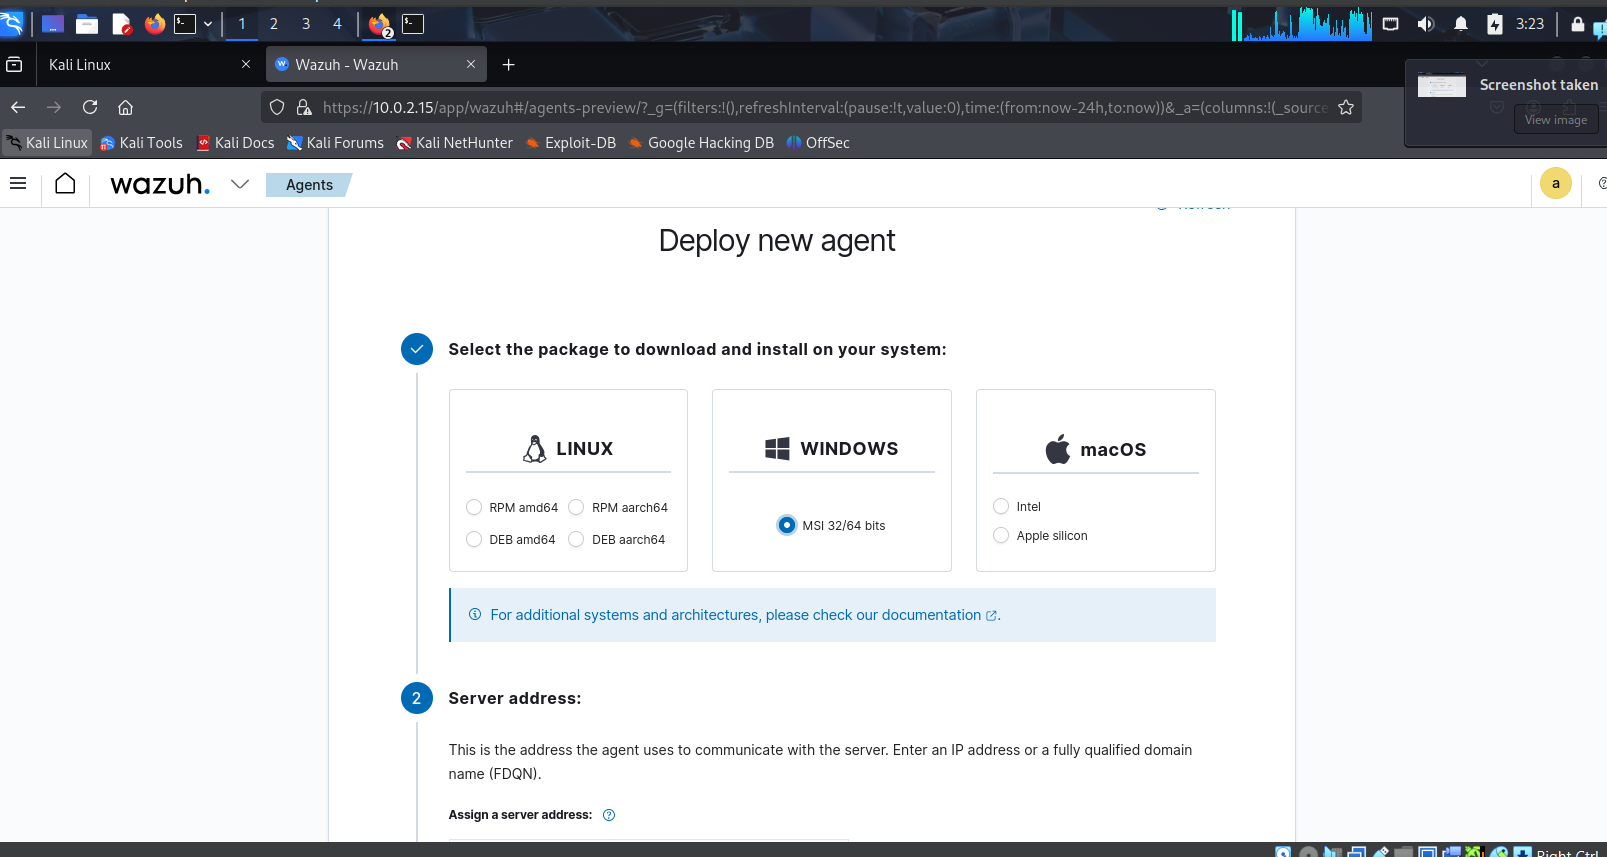 1 2 3 4 2 3:23
Kali Linux
Wazuh - Wazuh
Screenshot taken
View image
https://10.0.2.15/app/wazuh#/agents-preview/?_g=(filters:!(),refreshInterval:(pause:!t,value:0),time:(from:now-24h,to:now))&_a=(columns:!(_source
Kali Linux Kali Tools Kali Docs Kali Forums Kali NetHunter Exploit-DB Google Hacking DB OffSec
wazuh. Agents a
Refresh
Deploy new agent
Select the package to download and install on your system:
LINUX
RPM amd64 RPM aarch64
DEB amd64 DEB aarch64
WINDOWS
MSI 32/64 bits
macOS
Intel
Apple silicon
For additional systems and architectures, please check our documentation.
2 Server address:
This is the address the agent uses to communicate with the server. Enter an IP address or a fully qualified domain
name (FDQN).
Assign a server address:
Right Ctrl